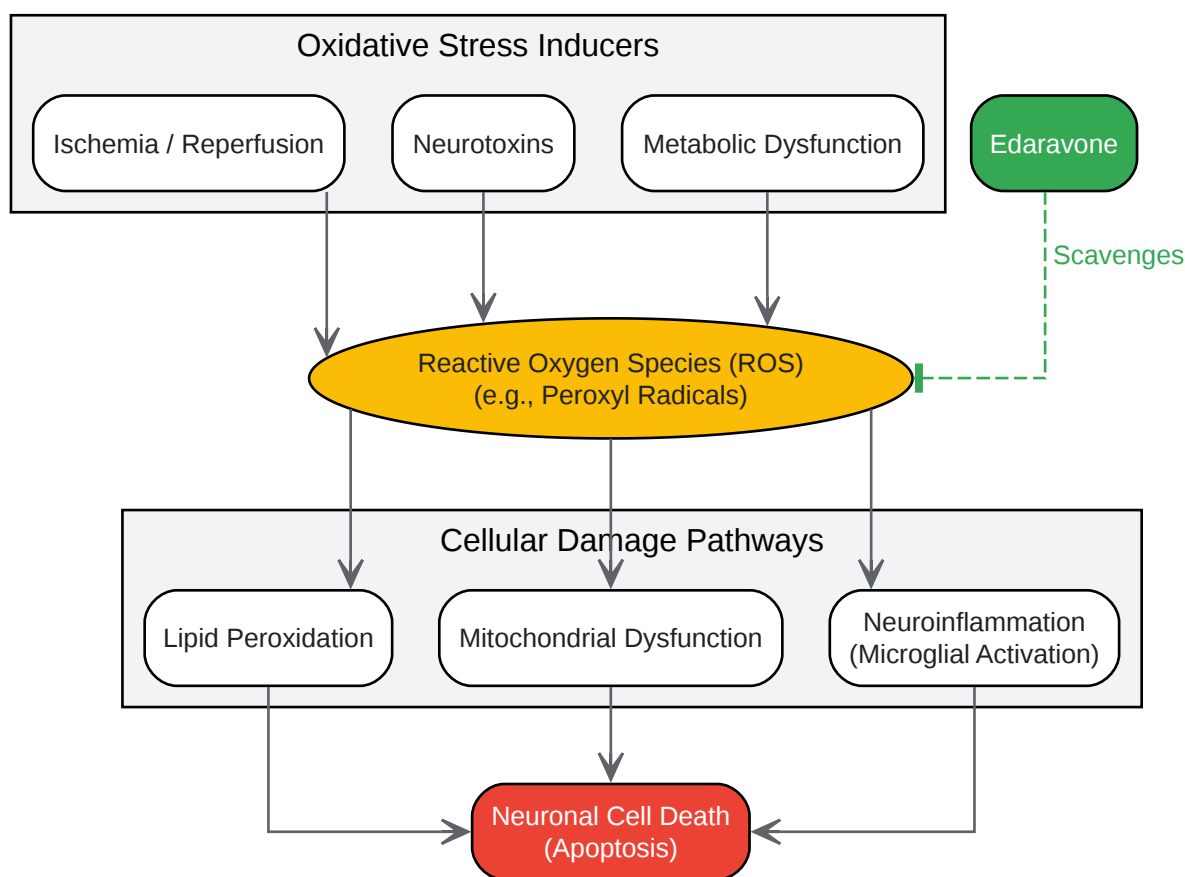 Oxidative Stress Inducers
Ischemia / Reperfusion
Neurotoxins
Metabolic Dysfunction
Edaravone
Scavenges
Reactive Oxygen Species (ROS)
(e.g., Peroxyl Radicals)
Cellular Damage Pathways
Lipid Peroxidation
Mitochondrial Dysfunction
Neuroinflammation
(Microglial Activation)
Neuronal Cell Death
(Apoptosis)